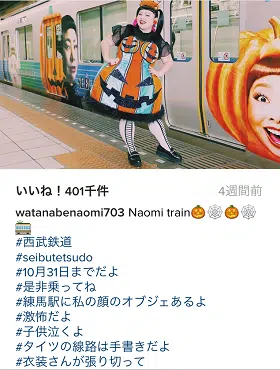 いいね！401千件 4週間前
watanabenaomi703 Naomi train🎃🕸🎃🕸
🚃
#西武鉄道
#seibutetsudo
#10月31日までだよ
#是非乗ってね
#練馬駅に私の顔のオブジェあるよ
#激怖だよ
#子供泣くよ
#タイツの線路は手書きだよ
#衣装さんが張り切って